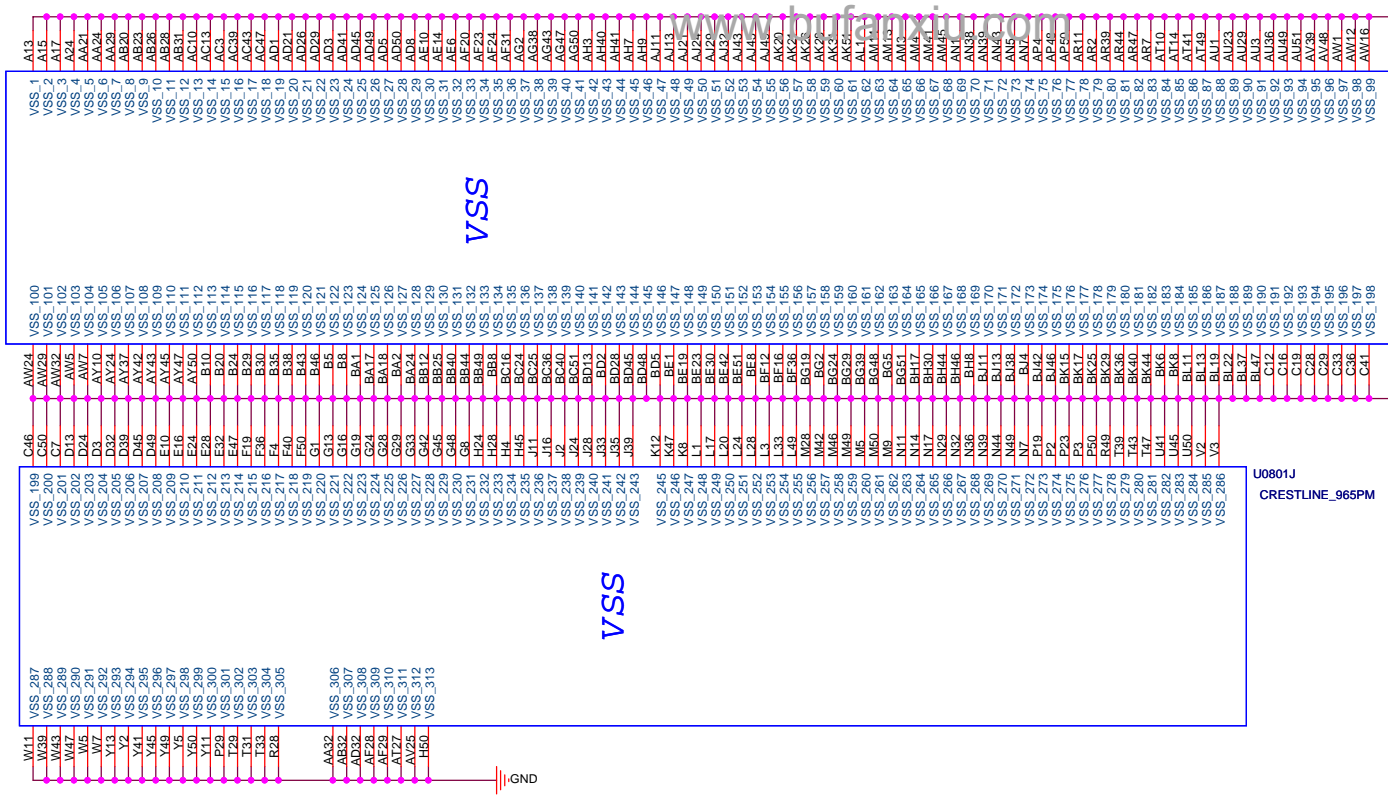 www.bufanxiu.com
A13 A15 A17 A24 AA21 AA24 AA29 AB20 AB23 AB26 AB28 AB31 AC10 AC13 AC3 AC39 AC43 AC47 AD1 AD21 AD26 AD29 AD3 AD41 AD45 AD49 AD5 AD50 AD8 AE10 AE14 AE6 AF20 AF23 AF24 AF31 AG2 AG38 AG43 AG47 AG50 AH3 AH40 AH41 AH7 AH9 AJ11 AJ13 AR11 AR2 AR39 AR44 AR47 AR7 AT10 AT14 AT41 AT49 AU1 AU23 AU29 AU3 AU36 AU49 AU51 AV39 AV48 AW1 AW12 AW16
VSS_1 VSS_2 VSS_3 VSS_4 VSS_5 VSS_6 VSS_7 VSS_8 VSS_9 VSS_10 VSS_11 VSS_12 VSS_13 VSS_14 VSS_15 VSS_16 VSS_17 VSS_18 VSS_19 VSS_20 VSS_21 VSS_22 VSS_23 VSS_24 VSS_25 VSS_26 VSS_27 VSS_28 VSS_29 VSS_30 VSS_31 VSS_32 VSS_33 VSS_34 VSS_35 VSS_36 VSS_37 VSS_38 VSS_39 VSS_40 VSS_41 VSS_42 VSS_43 VSS_44 VSS_45 VSS_46 VSS_47 VSS_48 VSS_49 VSS_50 VSS_51 VSS_52 VSS_53 VSS_54 VSS_55 VSS_56 VSS_57 VSS_58 VSS_59 VSS_60 VSS_61 VSS_62 VSS_63 VSS_64 VSS_65 VSS_66 VSS_67 VSS_68 VSS_69 VSS_70 VSS_71 VSS_72 VSS_73 VSS_74 VSS_75 VSS_76 VSS_77 VSS_78 VSS_79 VSS_80 VSS_81 VSS_82 VSS_83 VSS_84 VSS_85 VSS_86 VSS_87 VSS_88 VSS_89 VSS_90 VSS_91 VSS_92 VSS_93 VSS_94 VSS_95 VSS_96 VSS_97 VSS_98 VSS_99
VSS
VSS_100 VSS_101 VSS_102 VSS_103 VSS_104 VSS_105 VSS_106 VSS_107 VSS_108 VSS_109 VSS_110 VSS_111 VSS_112 VSS_113 VSS_114 VSS_115 VSS_116 VSS_117 VSS_118 VSS_119 VSS_120 VSS_121 VSS_122 VSS_123 VSS_124 VSS_125 VSS_126 VSS_127 VSS_128 VSS_129 VSS_130 VSS_131 VSS_132 VSS_133 VSS_134 VSS_135 VSS_136 VSS_137 VSS_138 VSS_139 VSS_140 VSS_141 VSS_142 VSS_143 VSS_144 VSS_145 VSS_146 VSS_147 VSS_148 VSS_149 VSS_150 VSS_151 VSS_152 VSS_153 VSS_154 VSS_155 VSS_156 VSS_157 VSS_158 VSS_159 VSS_160 VSS_161 VSS_162 VSS_163 VSS_164 VSS_165 VSS_166 VSS_167 VSS_168 VSS_169 VSS_170 VSS_171 VSS_172 VSS_173 VSS_174 VSS_175 VSS_176 VSS_177 VSS_178 VSS_179 VSS_180 VSS_181 VSS_182 VSS_183 VSS_184 VSS_185 VSS_186 VSS_187 VSS_188 VSS_189 VSS_190 VSS_191 VSS_192 VSS_193 VSS_194 VSS_195 VSS_196 VSS_197 VSS_198
AW24 AW29 AW32 AW5 AW7 AY10 AY24 AY37 AY42 AY43 AY45 AY47 AY50 B10 B20 B24 B29 B30 B35 B38 B43 B46 B5 B8 BA1 BA17 BA18 BA2 BA24 BB12 BB25 BB40 BB44 BB49 BB8 BC16 BC24 BC25 BC36 BC40 BC51 BD13 BD2 BD28 BD45 BD48 BD5 BE1 BE19 BE23 BE30 BE42 BE51 BE8 BF12 BF16 BF36 BG19 BG2 BG24 BG29 BG39 BG48 BG5 BG51 BH17 BH30 BH44 BH46 BH8 BJ11 BJ13 BJ38 BJ4 BJ42 BJ46 BK15 BK17 BK25 BK29 BK36 BK40 BK44 BK6 BK8 BL11 BL13 BL19 BL22 BL37 BL47 C12 C16 C19 C28 C29 C33 C36 C41
C46 C50 C7 D13 D24 D3 D32 D39 D45 D49 E10 E16 E24 E28 E32 E47 F19 F36 F4 F40 F50 G1 G13 G16 G19 G24 G28 G29 G33 G42 G45 G48 G8 H24 H28 H4 H45 J11 J16 J2 J24 J28 J33 J35 J39 K12 K47 K8 L1 L17 L20 L24 L28 L3 L33 L49 M28 M42 M46 M49 M5 M50 M9 N11 N14 N17 N29 N32 N36 N39 N44 N49 N7 P19 P2 P23 P3 P50 R49 T39 T43 T47 U41 U45 U50 V2 V3
VSS_199 VSS_200 VSS_201 VSS_202 VSS_203 VSS_204 VSS_205 VSS_206 VSS_207 VSS_208 VSS_209 VSS_210 VSS_211 VSS_212 VSS_213 VSS_214 VSS_215 VSS_216 VSS_217 VSS_218 VSS_219 VSS_220 VSS_221 VSS_222 VSS_223 VSS_224 VSS_225 VSS_226 VSS_227 VSS_228 VSS_229 VSS_230 VSS_231 VSS_232 VSS_233 VSS_234 VSS_235 VSS_236 VSS_237 VSS_238 VSS_239 VSS_240 VSS_241 VSS_242 VSS_243 VSS_245 VSS_246 VSS_247 VSS_248 VSS_249 VSS_250 VSS_251 VSS_252 VSS_253 VSS_254 VSS_255 VSS_256 VSS_257 VSS_258 VSS_259 VSS_260 VSS_261 VSS_262 VSS_263 VSS_264 VSS_265 VSS_266 VSS_267 VSS_268 VSS_269 VSS_270 VSS_271 VSS_272 VSS_273 VSS_274 VSS_275 VSS_276 VSS_277 VSS_278 VSS_279 VSS_280 VSS_281 VSS_282 VSS_283 VSS_284 VSS_285 VSS_286
U0801J
CRESTLINE_965PM
VSS
VSS_287 VSS_288 VSS_289 VSS_290 VSS_291 VSS_292 VSS_293 VSS_294 VSS_295 VSS_296 VSS_297 VSS_298 VSS_299 VSS_300 VSS_301 VSS_302 VSS_303 VSS_304 VSS_305 VSS_306 VSS_307 VSS_308 VSS_309 VSS_310 VSS_311 VSS_312 VSS_313
W11 W39 W43 W47 W5 W7 Y13 Y2 Y41 Y45 Y49 Y5 Y50 Y11 P29 T29 T31 T33 R28 AA32 AB32 AD32 AF28 AF29 AT27 AV25 H50
GND